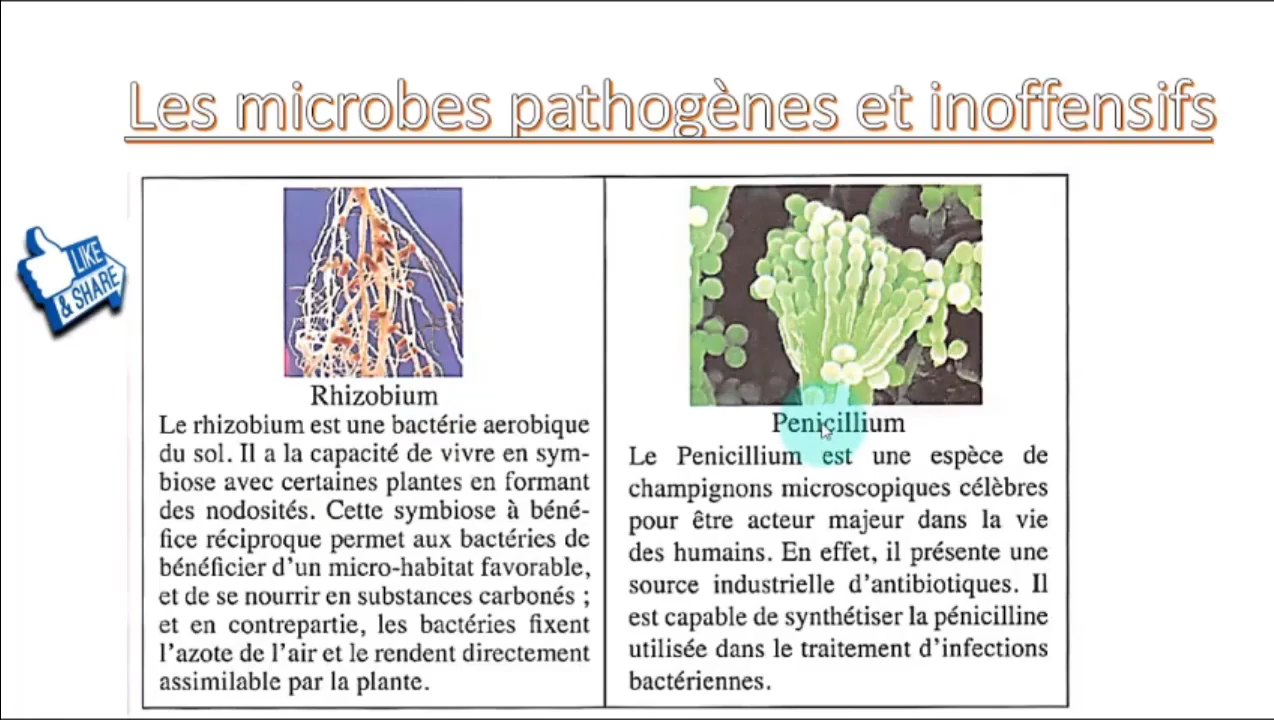 Les microbes pathogènes et inoffensifs
LIKE
& SHARE
Rhizobium
Le rhizobium est une bactérie aerobique
du sol. Il a la capacité de vivre en sym-
biose avec certaines plantes en formant
des nodosités. Cette symbiose à béné-
fice réciproque permet aux bactéries de
bénéficier d'un micro-habitat favorable,
et de se nourrir en substances carbonés ;
et en contrepartie, les bactéries fixent
l'azote de l'air et le rendent directement
assimilable par la plante.
Penicillium
Le Penicillium est une espèce de
champignons microscopiques célèbres
pour être acteur majeur dans la vie
des humains. En effet, il présente une
source industrielle d'antibiotiques. Il
est capable de synthétiser la pénicilline
utilisée dans le traitement d'infections
bactériennes.